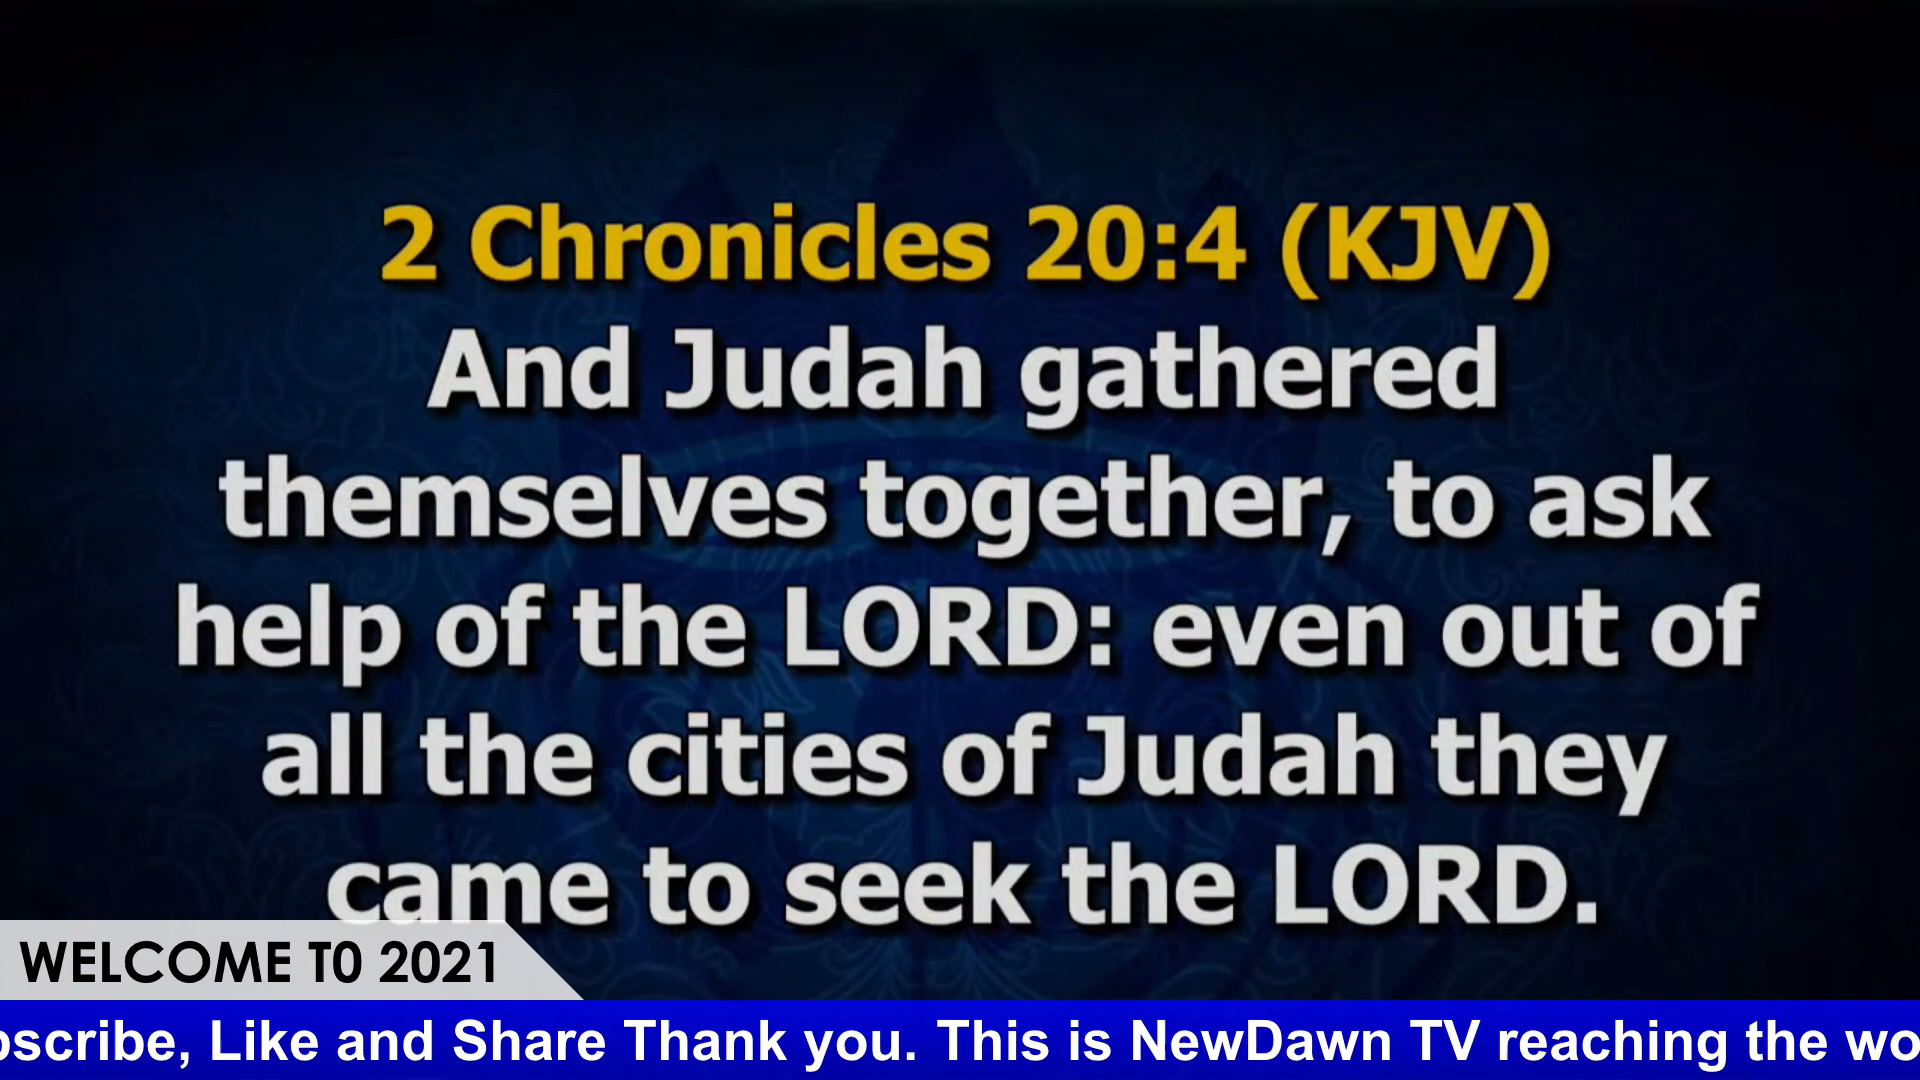 2 Chronicles 20:4 (KJV)
And Judah gathered
themselves together, to ask
help of the LORD: even out of
all the cities of Judah they
came to seek the LORD.
WELCOME T0 2021
Like and Share Thank you. This is NewDawn TV reaching the